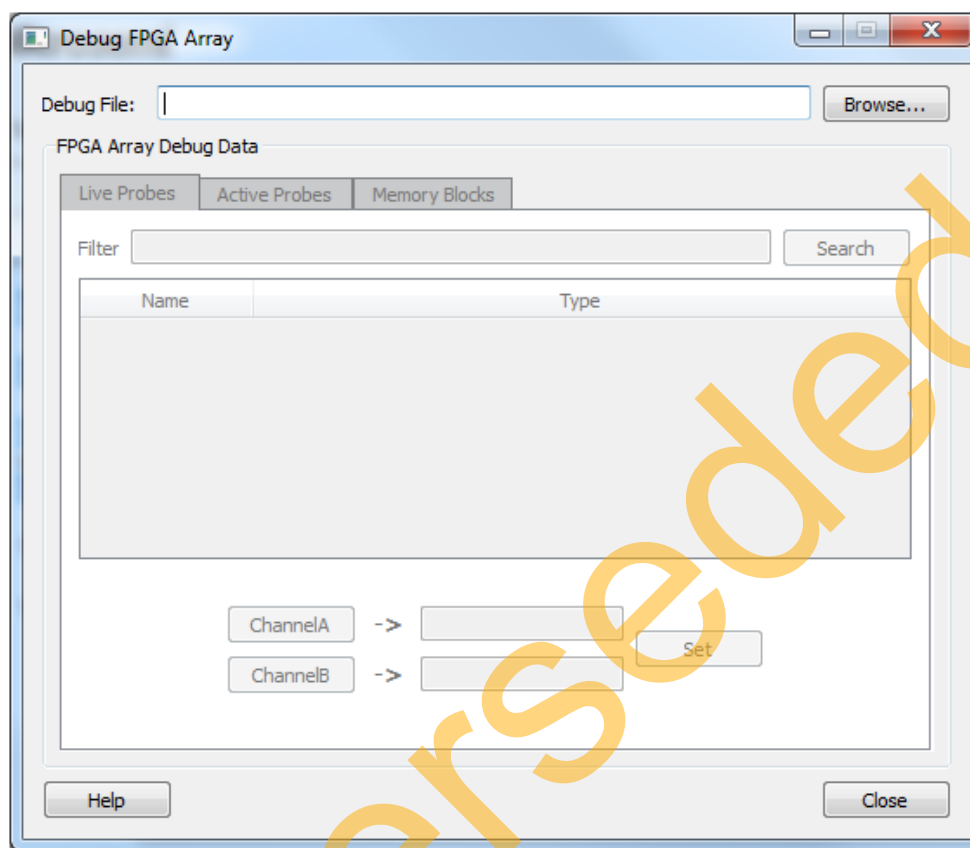 Debug FPGA Array
Debug File: Browse...
FPGA Array Debug Data
Live Probes Active Probes Memory Blocks
Filter Search
Name Type
ChannelA -> Set
ChannelB ->
Help Close
erseded